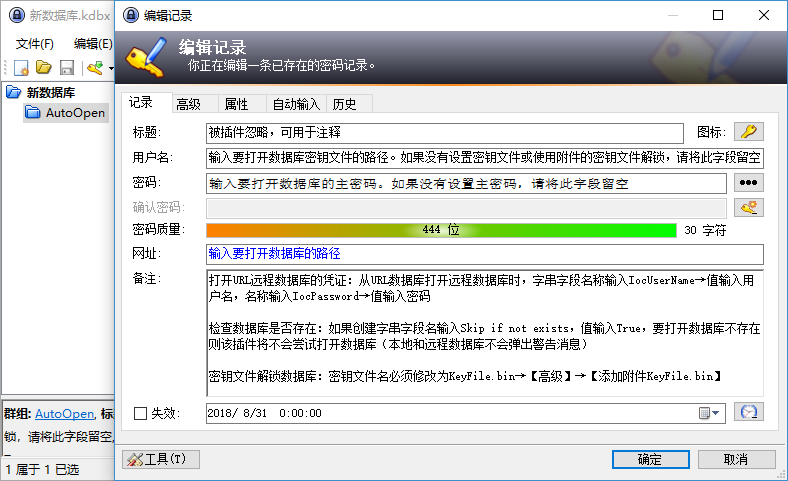 新数据库.kdbx
文件(F) 编辑(E)
新数据库
AutoOpen
群组: AutoOpen, 标
锁，请将此字段留空,
1 属于 1 已选
编辑记录
编辑记录
你正在编辑一条已存在的密码记录。
记录 高级 属性 自动输入 历史
标题: 被插件忽略，可用于注释 图标:
用户名: 输入要打开数据库密钥文件的路径。如果没有设置密钥文件或使用附件的密钥文件解锁，请将此字段留空
密码: 输入要打开数据库的主密码。如果没有设置主密码，请将此字段留空
确认密码:
密码质量: 444 位 30 字符
网址: 输入要打开数据库的路径
备注: 打开URL远程数据库的凭证：从URL数据库打开远程数据库时，字串字段名称输入IocUserName→值输入用
户名，名称输入IocPassword→值输入密码
检查数据库是否存在：如果创建字串字段名输入Skip if not exists，值输入True，要打开数据库不存在
则该插件将不会尝试打开数据库（本地和远程数据库不会弹出警告消息）
密钥文件解锁数据库：密钥文件名必须修改为KeyFile.bin→【高级】→【添加附件KeyFile.bin】
失效: 2018/ 8/31 0:00:00
工具(T) 确定 取消